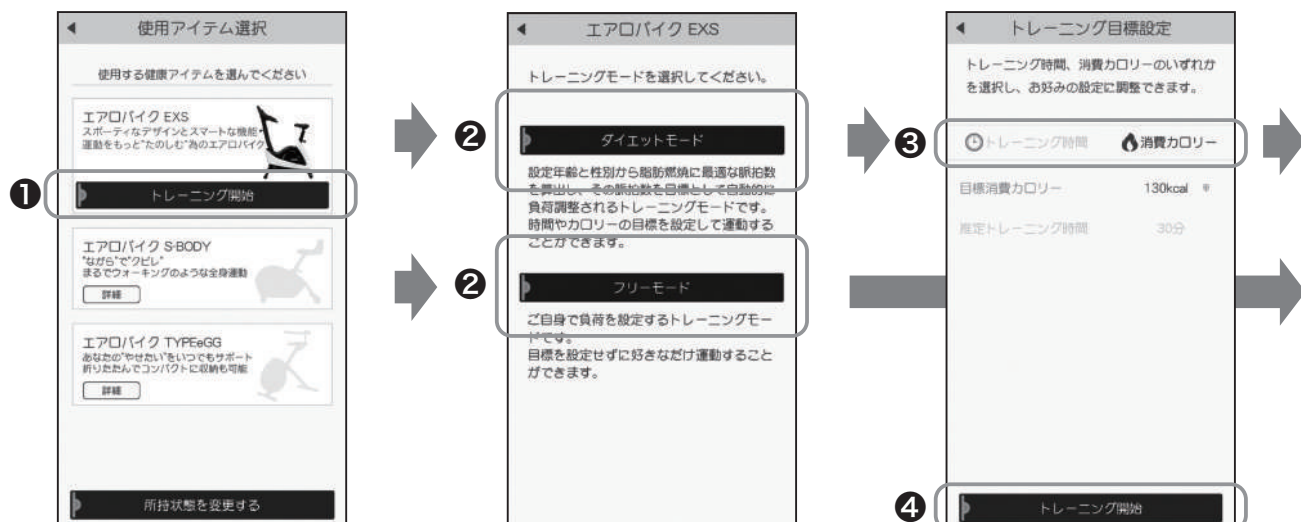 使用アイテム選択
使用する健康アイテムを選んでください
エアロバイク EXS
スポーティなデザインとスマートな機能・
運動をもっと"たのしむ"為のエアロバイク
❶
トレーニング開始
エアロバイク S-BODY
"ながら"で"クビレ"
まるでウォーキングのような全身運動
詳細
エアロバイク TYPEeGG
あなたの"やせたい"をいつでもサポート
折りたたんでコンパクトに収納も可能
詳細
所持状態を変更する
エアロバイク EXS
トレーニングモードを選択してください。
❷
ダイエットモード
設定年齢と性別から脂肪燃焼に最適な脈拍数
を算出し、その脈拍数を目標として自動的に
負荷調整されるトレーニングモードです。
時間やカロリーの目標を設定して運動する
ことができます。
❷
フリーモード
ご自身で負荷を設定するトレーニングモー
ドです。
目標を設定せずに好きなだけ運動すること
ができます。
トレーニング目標設定
トレーニング時間、消費カロリーのいずれか
を選択し、お好みの設定に調整できます。
❸
トレーニング時間 消費カロリー
目標消費カロリー 130kcal
推定トレーニング時間 30分
❹
トレーニング開始